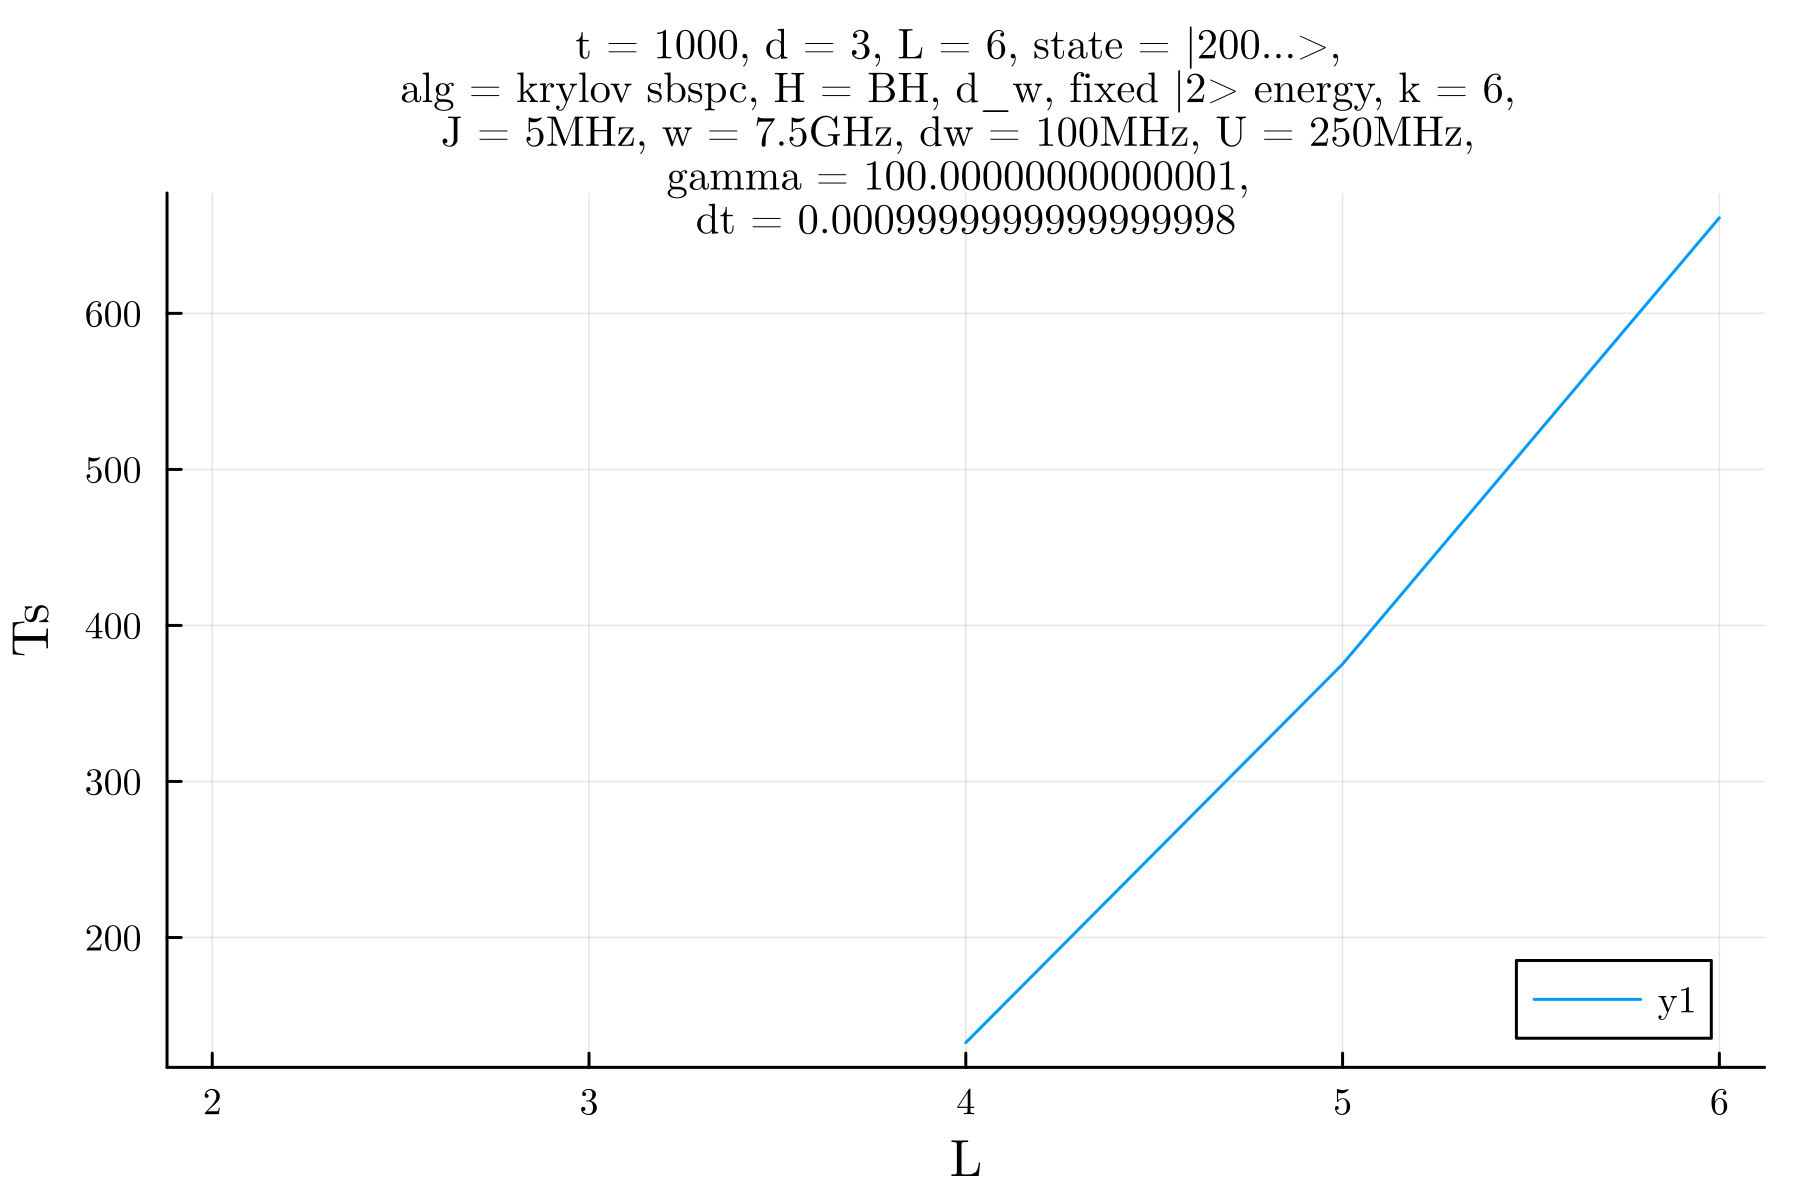 t = 1000, d = 3, L = 6, state = |200...>,
alg = krylov sbspc, H = BH, d_w, fixed |2> energy, k = 6,
J = 5MHz, w = 7.5GHz, dw = 100MHz, U = 250MHz,
gamma = 100.00000000000001,
dt = 0.0009999999999999998
600
500
400
300
200
Ts
y1
2 3 4 5 6
L